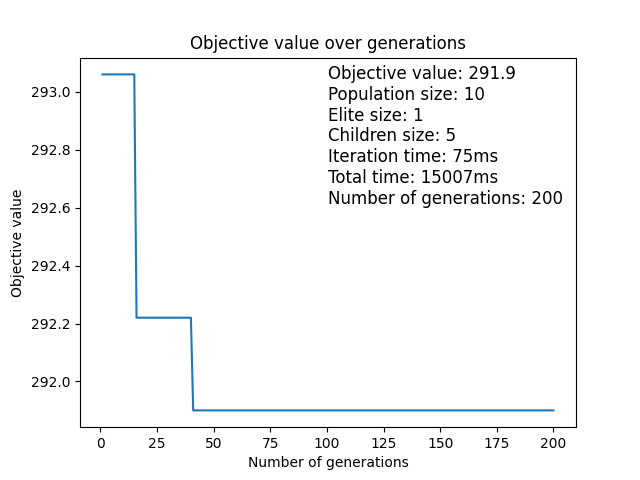 Objective value over generations
Objective value: 291.9
Population size: 10
Elite size: 1
Children size: 5
Iteration time: 75ms
Total time: 15007ms
Number of generations: 200
Objective value
293.0
292.8
292.6
292.4
292.2
292.0
0 25 50 75 100 125 150 175 200
Number of generations